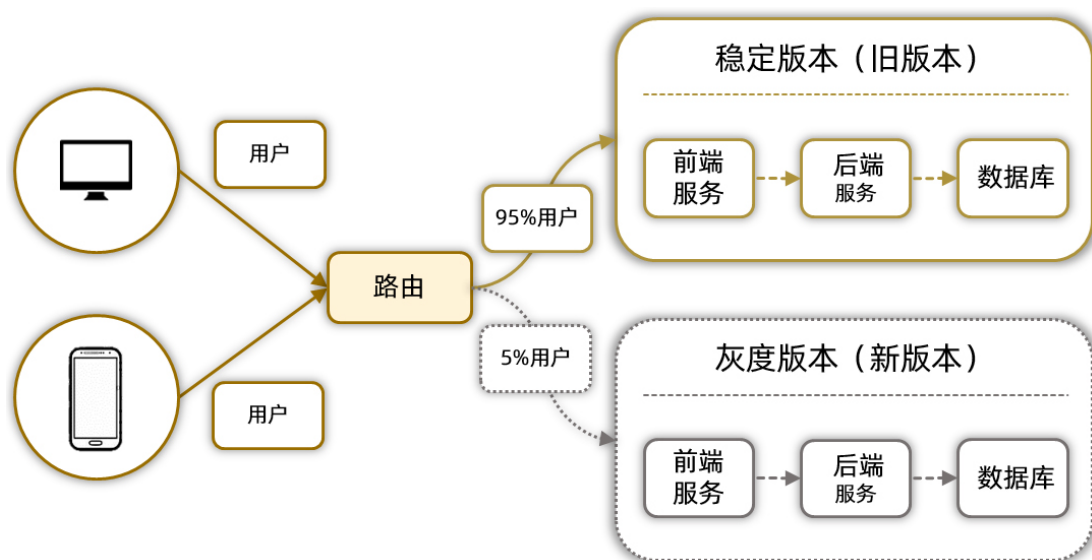 稳定版本（旧版本）
用户
前端
服务
后端
服务
数据库
95%用户
路由
5%用户
灰度版本（新版本）
用户
前端
服务
后端
服务
数据库